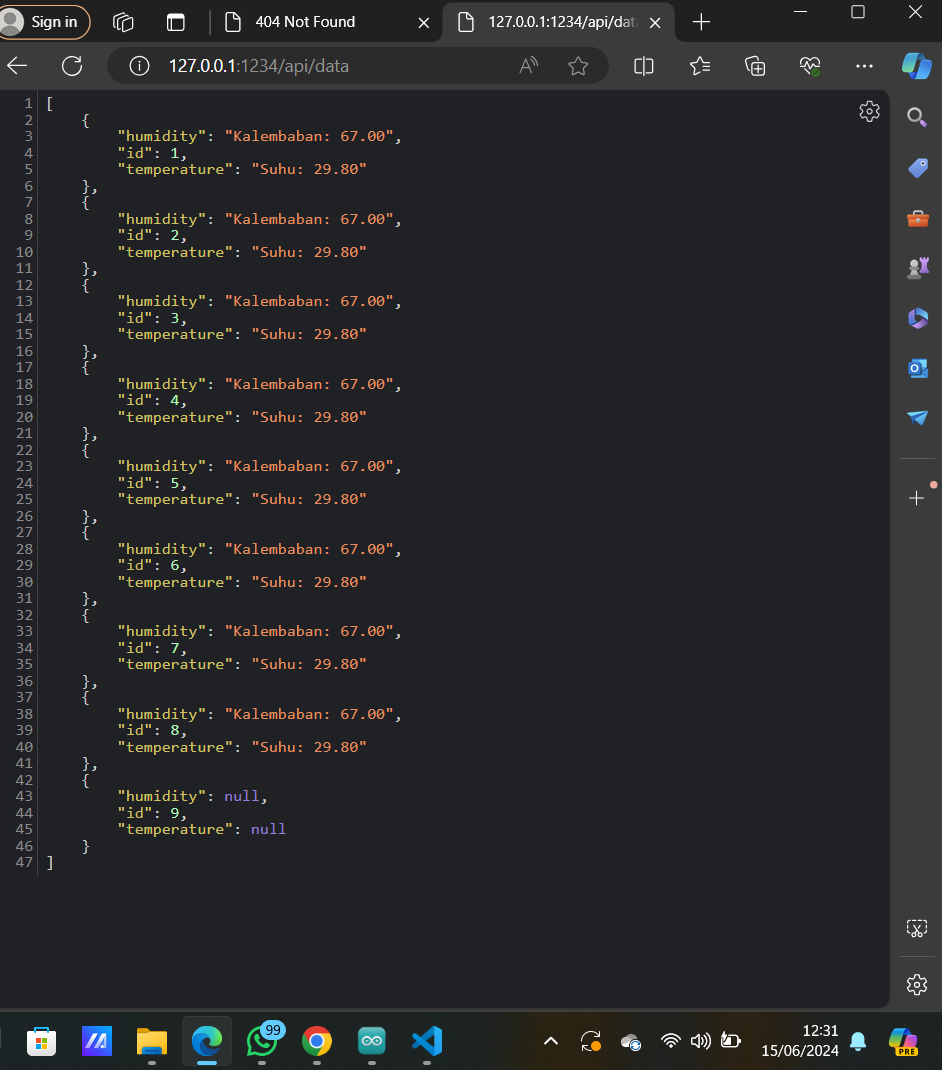 Sign in
404 Not Found
127.0.0.1:1234/api/dat
127.0.0.1:1234/api/data
1 [
2 {
3 "humidity": "Kalembaban: 67.00",
4 "id": 1,
5 "temperature": "Suhu: 29.80"
6 },
7 {
8 "humidity": "Kalembaban: 67.00",
9 "id": 2,
10 "temperature": "Suhu: 29.80"
11 },
12 {
13 "humidity": "Kalembaban: 67.00",
14 "id": 3,
15 "temperature": "Suhu: 29.80"
16 },
17 {
18 "humidity": "Kalembaban: 67.00",
19 "id": 4,
20 "temperature": "Suhu: 29.80"
21 },
22 {
23 "humidity": "Kalembaban: 67.00",
24 "id": 5,
25 "temperature": "Suhu: 29.80"
26 },
27 {
28 "humidity": "Kalembaban: 67.00",
29 "id": 6,
30 "temperature": "Suhu: 29.80"
31 },
32 {
33 "humidity": "Kalembaban: 67.00",
34 "id": 7,
35 "temperature": "Suhu: 29.80"
36 },
37 {
38 "humidity": "Kalembaban: 67.00",
39 "id": 8,
40 "temperature": "Suhu: 29.80"
41 },
42 {
43 "humidity": null,
44 "id": 9,
45 "temperature": null
46 }
47 ]
99
12:31
15/06/2024
PRE